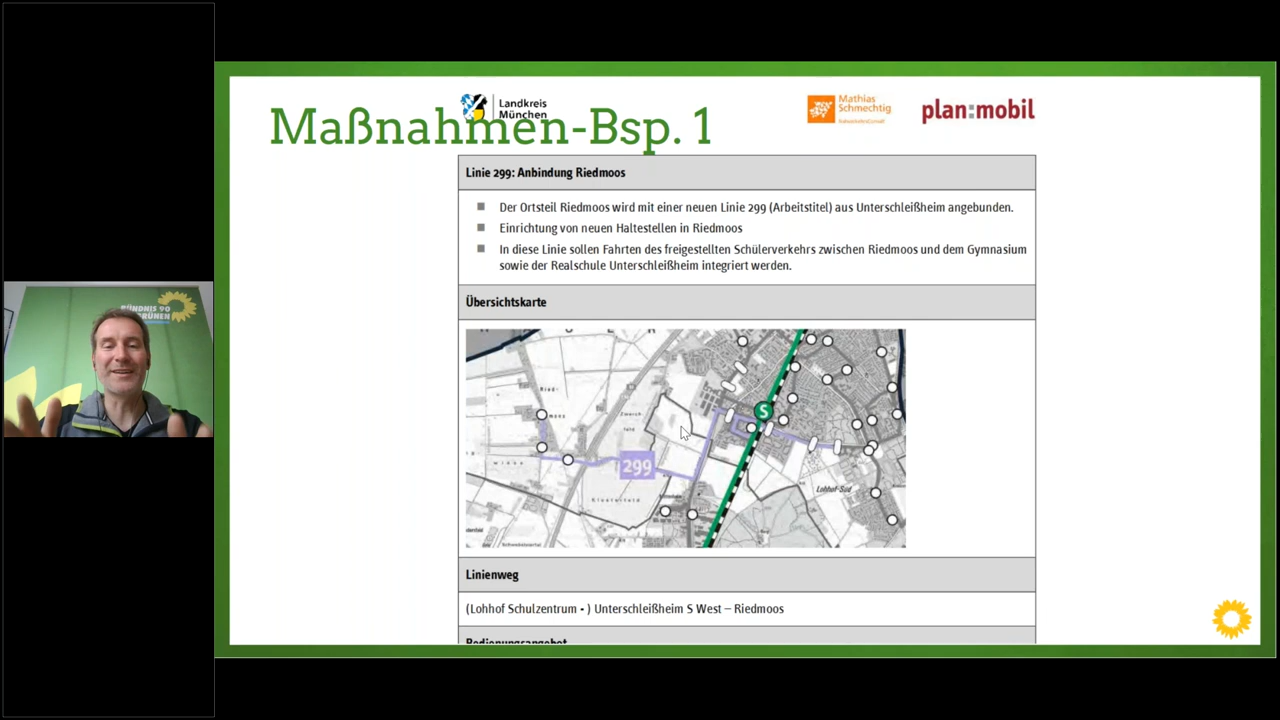 Maßnahmen-Bsp. 1
Landkreis
München
Mathias
Schmechtig
plan:mobil
Linie 299: Anbindung Riedmoos
Der Ortsteil Riedmoos wird mit einer neuen Linie 299 (Arbeitstitel) aus Unterschleißheim angebunden.
Einrichtung von neuen Haltestellen in Riedmoos
In diese Linie sollen Fahrten des freigestellten Schülerverkehrs zwischen Riedmoos und dem Gymnasium
sowie der Realschule Unterschleißheim integriert werden.
Übersichtskarte
Ried-
moos
S
299
Lohhof-Süd
Linienweg
(Lohhof Schulzentrum - ) Unterschleißheim S West – Riedmoos
Bedienungsangebot
BÜNDNIS 90
GRÜNEN